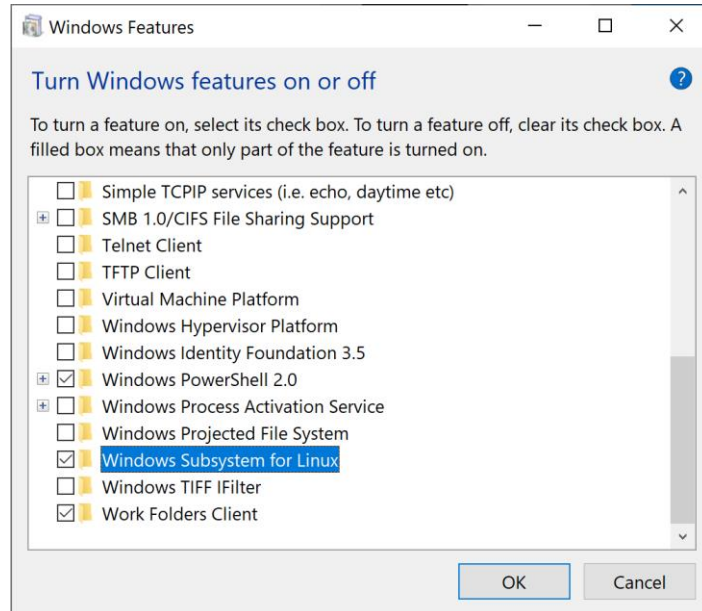 Windows Features
Turn Windows features on or off
To turn a feature on, select its check box. To turn a feature off, clear its check box. A
filled box means that only part of the feature is turned on.
Simple TCPIP services (i.e. echo, daytime etc)
SMB 1.0/CIFS File Sharing Support
Telnet Client
TFTP Client
Virtual Machine Platform
Windows Hypervisor Platform
Windows Identity Foundation 3.5
Windows PowerShell 2.0
Windows Process Activation Service
Windows Projected File System
Windows Subsystem for Linux
Windows TIFF IFilter
Work Folders Client
OK Cancel